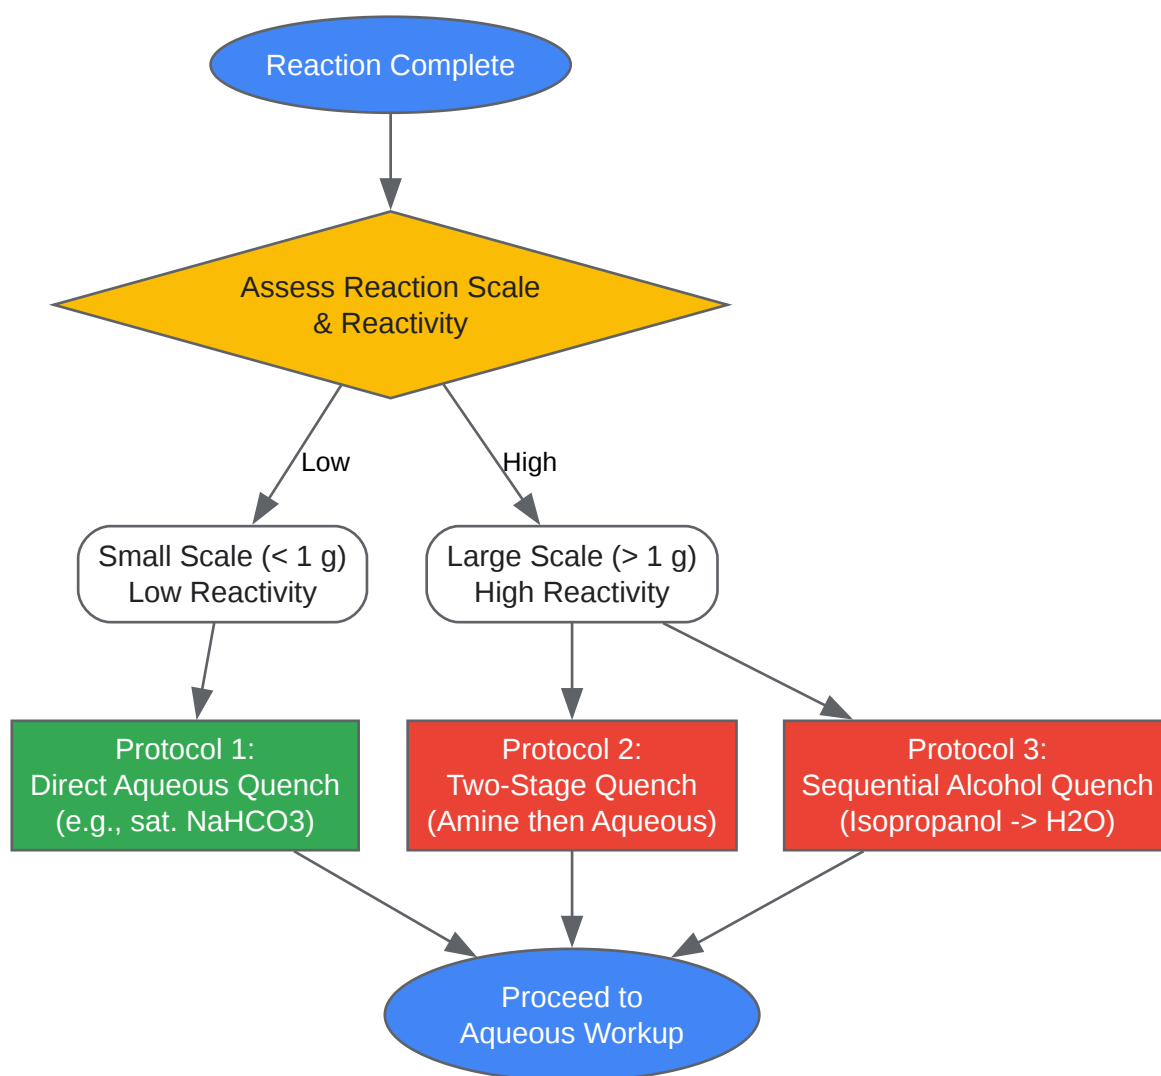 Reaction Complete
Assess Reaction Scale
& Reactivity
Low
High
Small Scale (< 1 g)
Low Reactivity
Large Scale (> 1 g)
High Reactivity
Protocol 1:
Direct Aqueous Quench
(e.g., sat. NaHCO3)
Protocol 2:
Two-Stage Quench
(Amine then Aqueous)
Protocol 3:
Sequential Alcohol Quench
(Isopropanol -> H2O)
Proceed to
Aqueous Workup